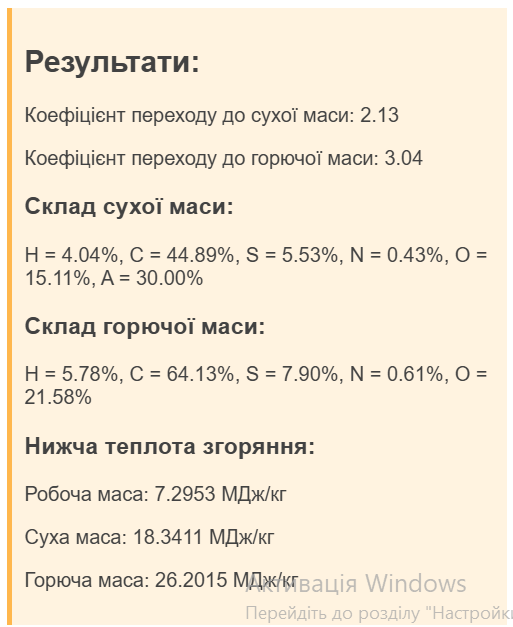 Результати:
Коефіцієнт переходу до сухої маси: 2.13
Коефіцієнт переходу до горючої маси: 3.04
Склад сухої маси:
H = 4.04%, C = 44.89%, S = 5.53%, N = 0.43%, O =
15.11%, A = 30.00%
Склад горючої маси:
H = 5.78%, C = 64.13%, S = 7.90%, N = 0.61%, O =
21.58%
Нижча теплота згоряння:
Робоча маса: 7.2953 МДж/кг
Суха маса: 18.3411 МДж/кг
Горюча маса: 26.2015 МДж/кг
Активація Windows
Перейдіть до розділу "Настройки